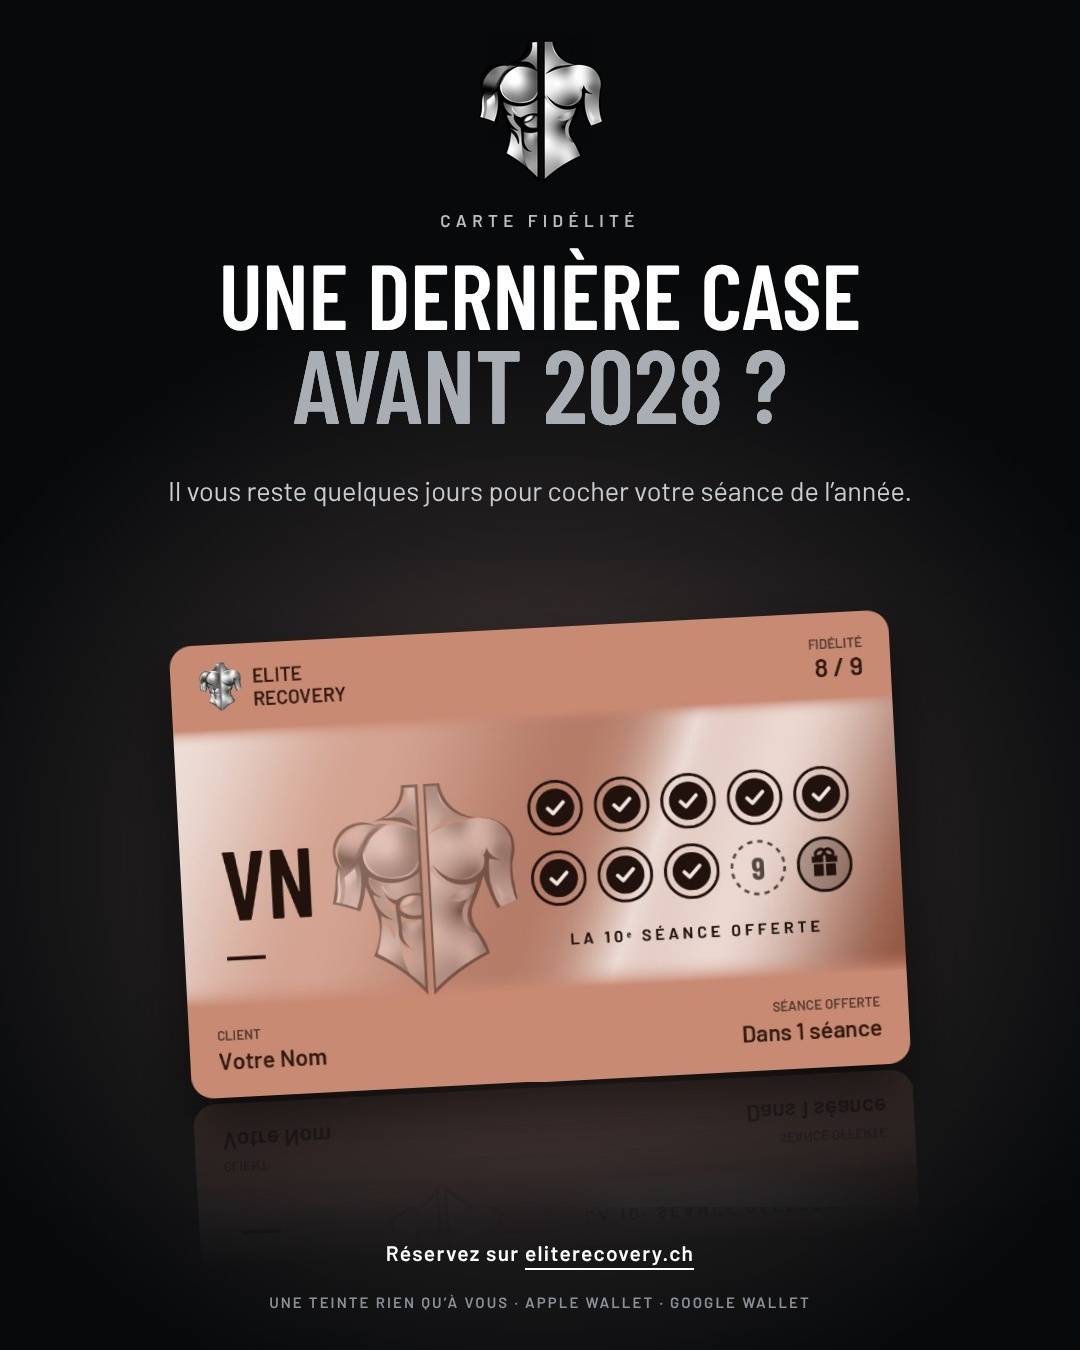 CARTE FIDÉLITÉ
UNE DERNIÈRE CASE
AVANT 2028 ?
Il vous reste quelques jours pour cocher votre séance de l’année.
ELITE
RECOVERY
FIDÉLITÉ
8 / 9
VN
9
LA 10ᵉ SÉANCE OFFERTE
CLIENT
Votre Nom
SÉANCE OFFERTE
Dans 1 séance
Réservez sur eliterecovery.ch
UNE TEINTE RIEN QU’À VOUS · APPLE WALLET · GOOGLE WALLET